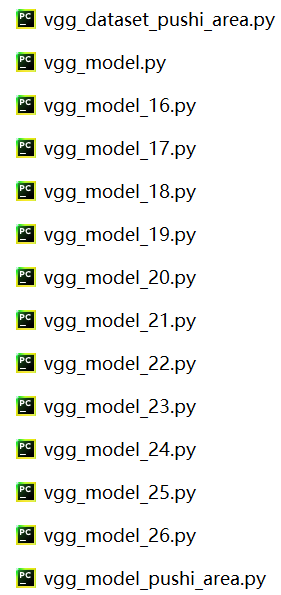 vgg_dataset_pushi_area.py
vgg_model.py
vgg_model_16.py
vgg_model_17.py
vgg_model_18.py
vgg_model_19.py
vgg_model_20.py
vgg_model_21.py
vgg_model_22.py
vgg_model_23.py
vgg_model_24.py
vgg_model_25.py
vgg_model_26.py
vgg_model_pushi_area.py